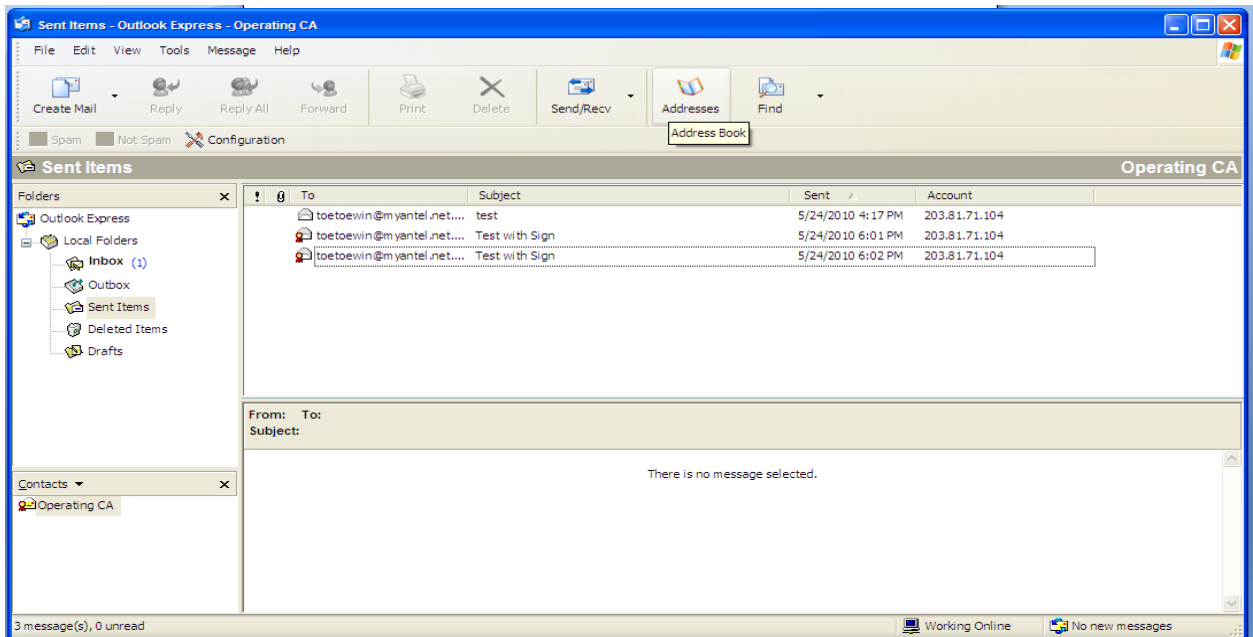 Sent Items - Outlook Express - Operating CA
File Edit View Tools Message Help
Create Mail Reply Reply All Forward Print Delete Send/Recv Addresses Find
Address Book
Spam Not Spam Configuration
Sent Items Operating CA
Folders x ! To Subject Sent Account
Outlook Express toetoewin@myantel.net.... test 5/24/2010 4:17 PM 203.81.71.104
Local Folders toetoewin@myantel.net.... Test with Sign 5/24/2010 6:01 PM 203.81.71.104
Inbox (1) toetoewin@myantel.net.... Test with Sign 5/24/2010 6:02 PM 203.81.71.104
Outbox
Sent Items
Deleted Items
Drafts
From: To:
Subject:
There is no message selected.
Contacts x
Operating CA
3 message(s), 0 unread Working Online No new messages